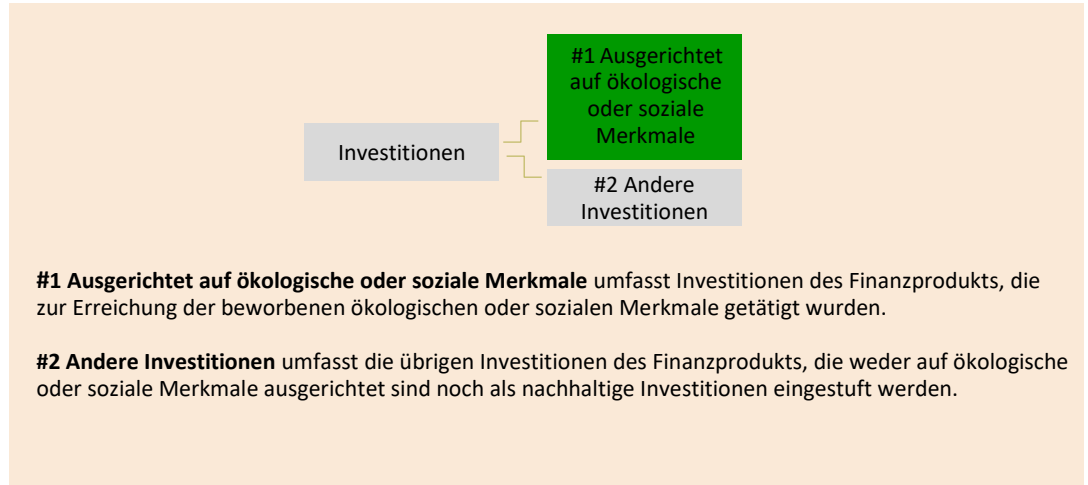 #1 Ausgerichtet
auf ökologische
oder soziale
Merkmale
Investitionen
#2 Andere
Investitionen
#1 Ausgerichtet auf ökologische oder soziale Merkmale umfasst Investitionen des Finanzprodukts, die
zur Erreichung der beworbenen ökologischen oder sozialen Merkmale getätigt wurden.
#2 Andere Investitionen umfasst die übrigen Investitionen des Finanzprodukts, die weder auf ökologische
oder soziale Merkmale ausgerichtet sind noch als nachhaltige Investitionen eingestuft werden.